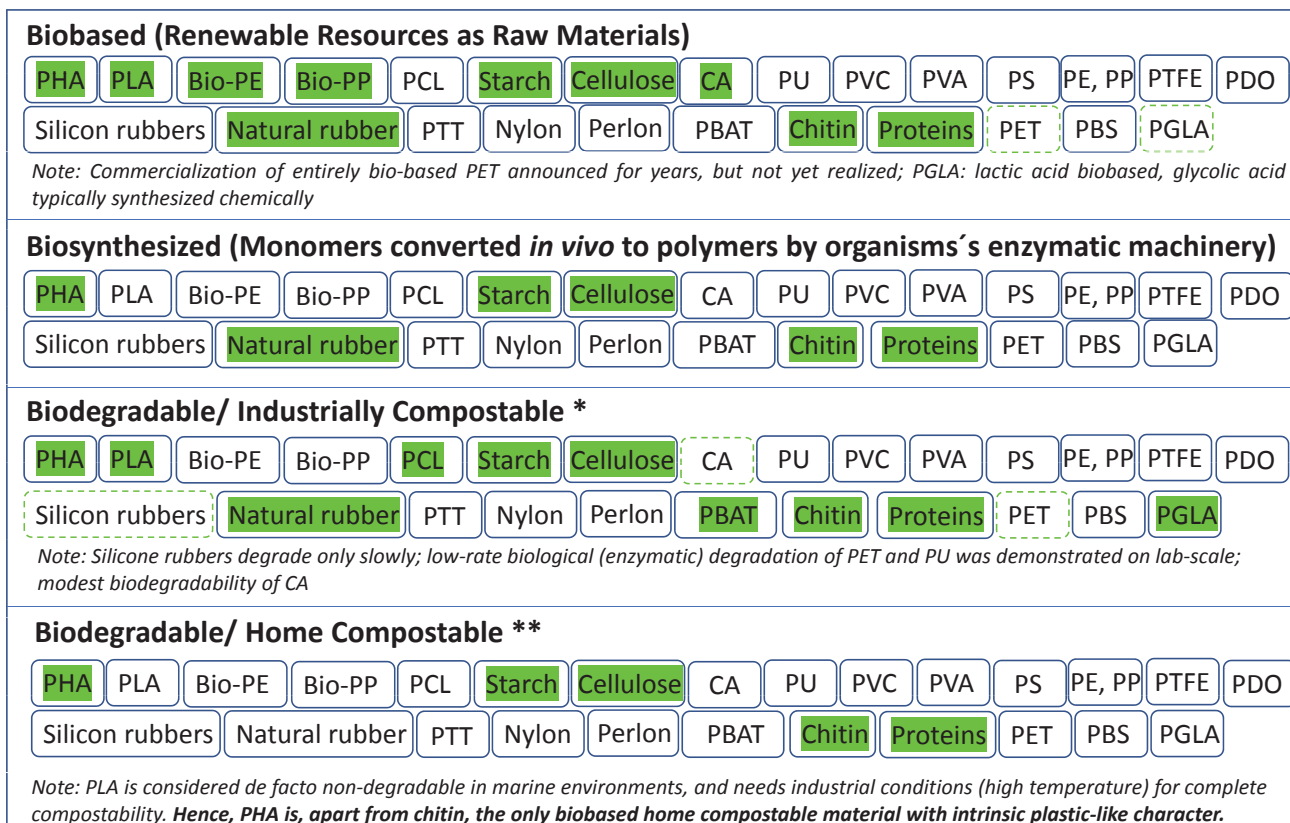 Biobased (Renewable Resources as Raw Materials)
PHA PLA Bio-PE Bio-PP PCL Starch Cellulose CA PU PVC PVA PS PE, PP PTFE PDO
Silicon rubbers Natural rubber PTT Nylon Perlon PBAT Chitin Proteins PET PBS PGLA
Note: Commercialization of entirely bio-based PET announced for years, but not yet realized; PGLA: lactic acid biobased, glycolic acid
typically synthesized chemically
Biosynthesized (Monomers converted in vivo to polymers by organisms´s enzymatic machinery)
PHA PLA Bio-PE Bio-PP PCL Starch Cellulose CA PU PVC PVA PS PE, PP PTFE PDO
Silicon rubbers Natural rubber PTT Nylon Perlon PBAT Chitin Proteins PET PBS PGLA
Biodegradable/ Industrially Compostable *
PHA PLA Bio-PE Bio-PP PCL Starch Cellulose CA PU PVC PVA PS PE, PP PTFE PDO
Silicon rubbers Natural rubber PTT Nylon Perlon PBAT Chitin Proteins PET PBS PGLA
Note: Silicone rubbers degrade only slowly; low-rate biological (enzymatic) degradation of PET and PU was demonstrated on lab-scale;
modest biodegradability of CA
Biodegradable/ Home Compostable **
PHA PLA Bio-PE Bio-PP PCL Starch Cellulose CA PU PVC PVA PS PE, PP PTFE PDO
Silicon rubbers Natural rubber PTT Nylon Perlon PBAT Chitin Proteins PET PBS PGLA
Note: PLA is considered de facto non-degradable in marine environments, and needs industrial conditions (high temperature) for complete
compostability. Hence, PHA is, apart from chitin, the only biobased home compostable material with intrinsic plastic-like character.